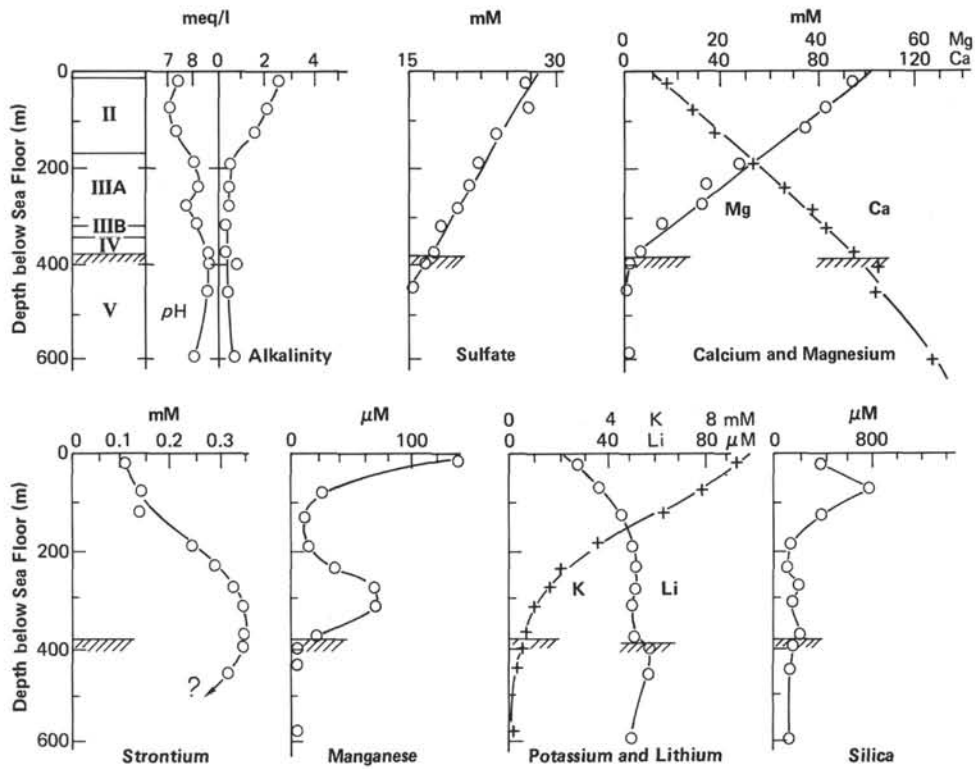 meq/l
mM
mM
7 8 0 2 4
15
30
0 20 40 60 Mg
0 40 80 120 Ca
0
200
400
600
Depth below Sea Floor (m)
II
IIIA
IIIB
IV
V
pH
Alkalinity
Sulfate
Mg
Ca
Calcium and Magnesium
mM
0 0.1 0.2 0.3
μM
0 100
0 4 K 8 mM
0 40 Li 80 μM
μM
0 800
0
200
400
600
Depth below Sea Floor (m)
?
K
Li
Strontium
Manganese
Potassium and Lithium
Silica